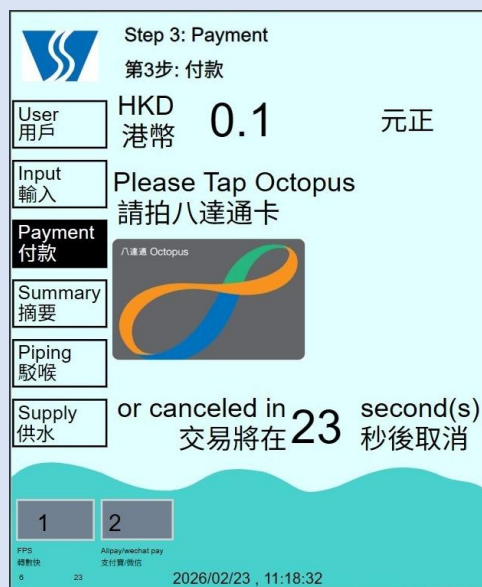 Step 3: Payment
第3步: 付款
HKD
港幣
0.1
元正
User
用戶
Input
輸入
Payment
付款
Summary
摘要
Piping
駁喉
Supply
供水
Please Tap Octopus
請拍八達通卡
八達通 Octopus
or canceled in 23 second(s)
交易將在 秒後取消
1
2
FPS
轉數快
Alipay/wechat pay
支付寶/微信
6
23
2026/02/23 , 11:18:32